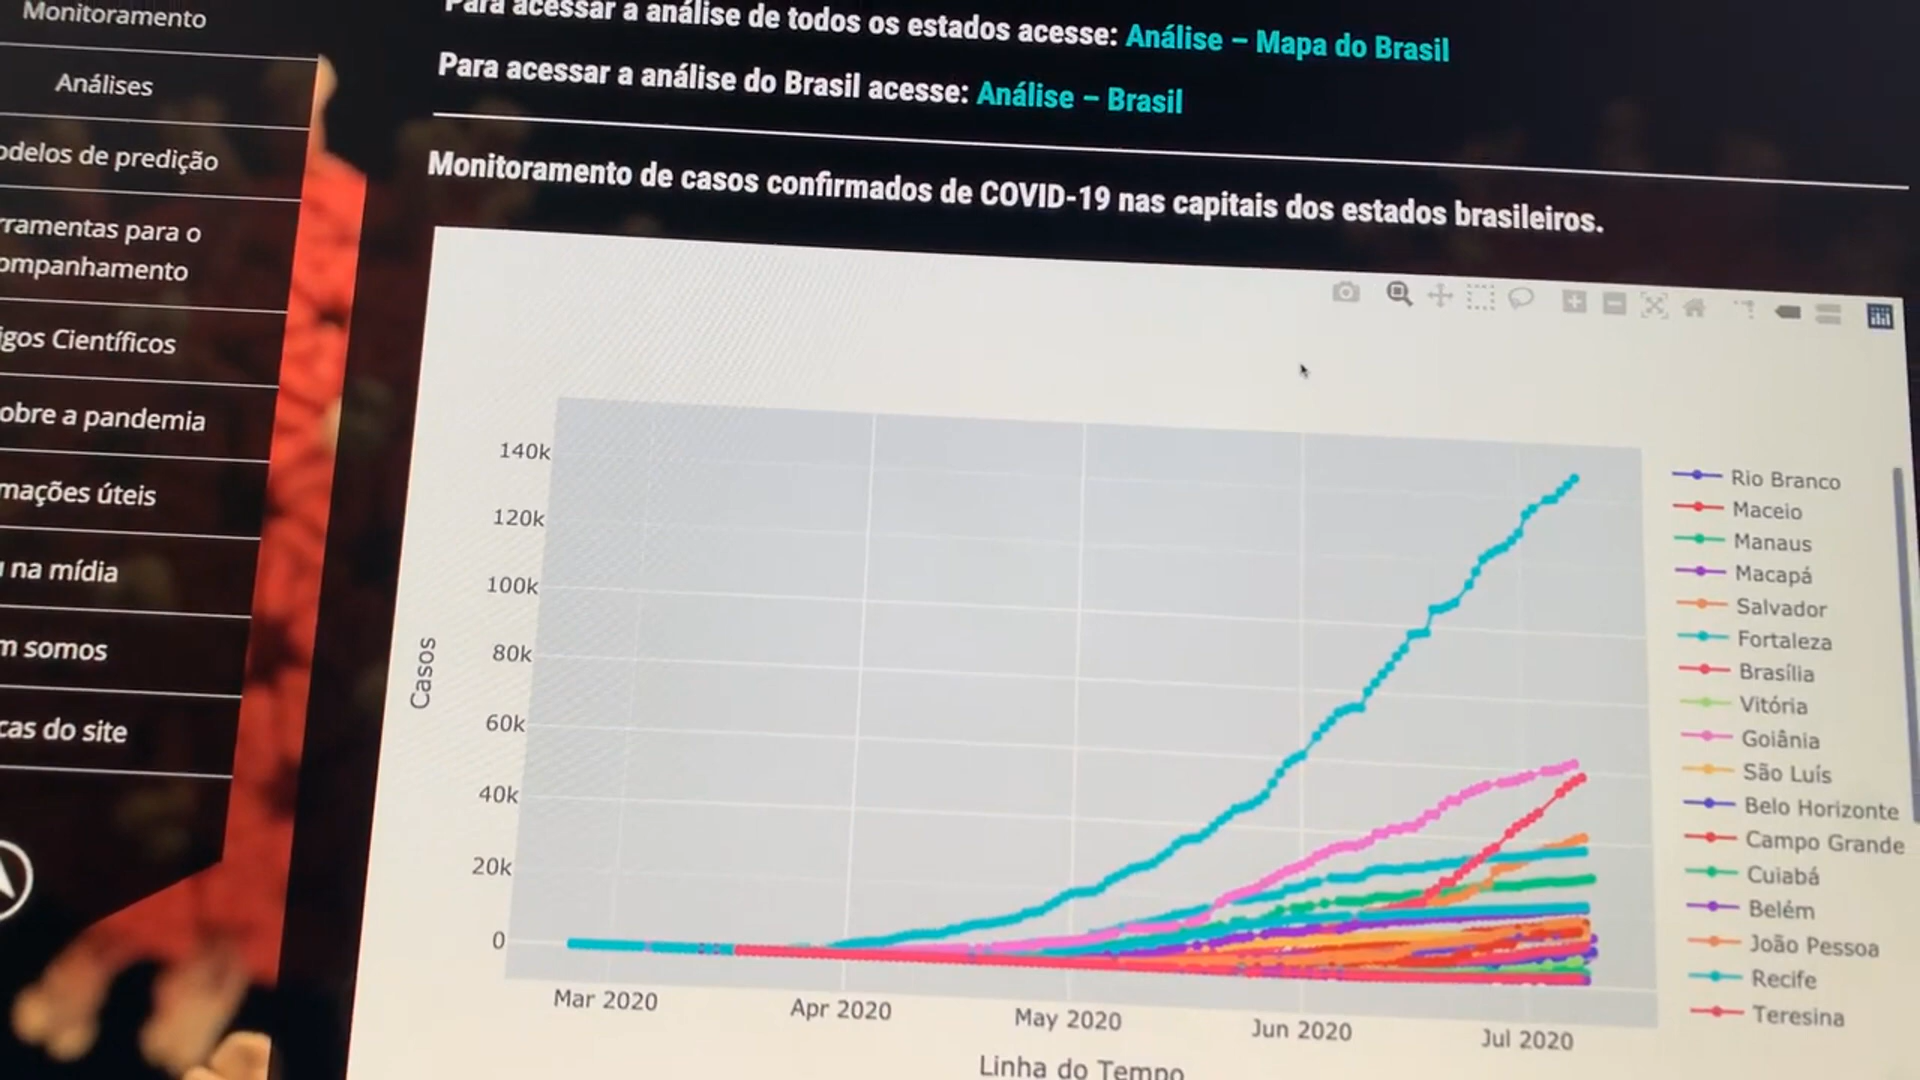 Monitoramento
Análises
odelos de predição
rramentas para o
ompanhamento
igos Científicos
obre a pandemia
mações úteis
na mídia
m somos
cas do site
Para acessar a análise de todos os estados acesse: Análise – Mapa do Brasil
Para acessar a análise do Brasil acesse: Análise – Brasil
Monitoramento de casos confirmados de COVID-19 nas capitais dos estados brasileiros.
140k
120k
100k
80k
60k
40k
20k
0
Casos
Mar 2020
Apr 2020
May 2020
Jun 2020
Jul 2020
Linha do Tempo
Rio Branco
Maceio
Manaus
Macapá
Salvador
Fortaleza
Brasília
Vitória
Goiânia
São Luís
Belo Horizonte
Campo Grande
Cuiabá
Belém
João Pessoa
Recife
Teresina